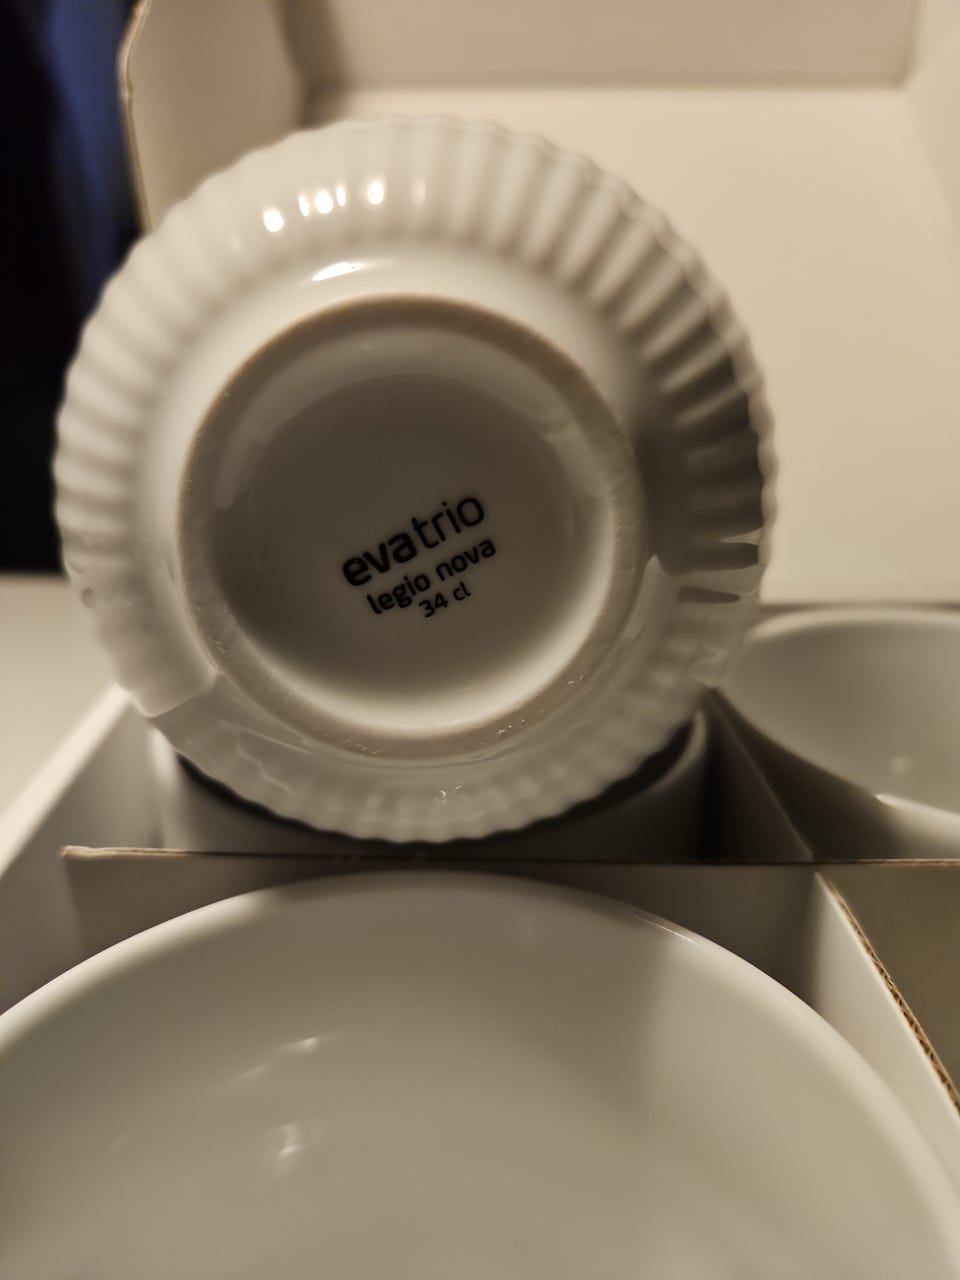 evatrio
legio nova
34 cl